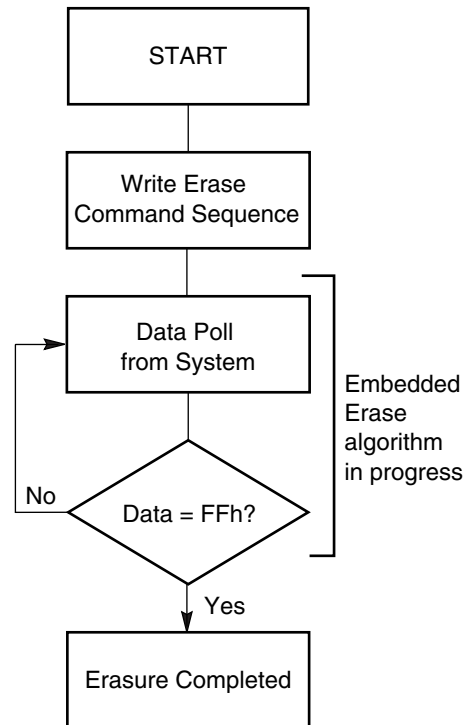 START
Write Erase
Command Sequence
Data Poll
from System
Embedded
Erase
algorithm
in progress
No
Data = FFh?
Yes
Erasure Completed